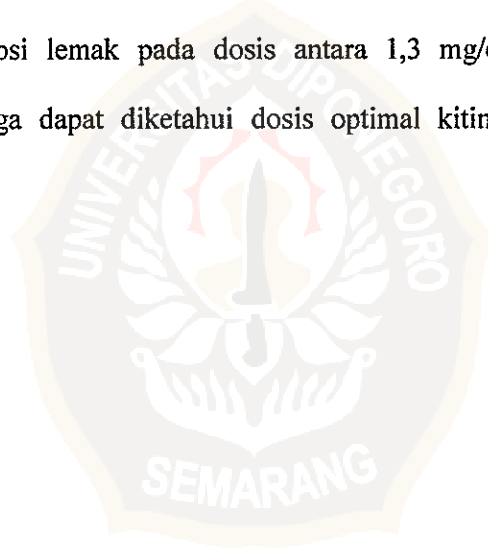 osi lemak pada dosis antara 1,3 mg/
ga dapat diketahui dosis optimal kitin
UNIVERSITAS DIPONEGORO
SEMARANG